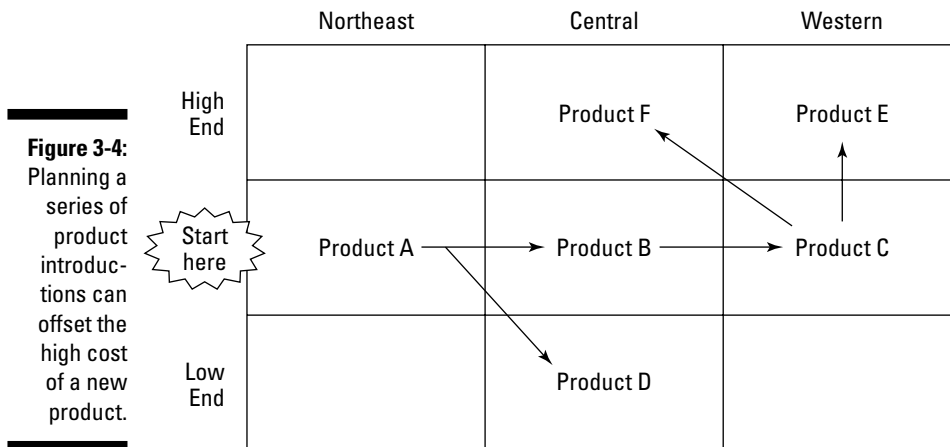 Northeast Central Western
High
End
Product F Product E
Figure 3-4:
Planning a
series of
product
introduc-
tions can
offset the
high cost
of a new
product.
Start
here
Product A Product B Product C
Low
End
Product D